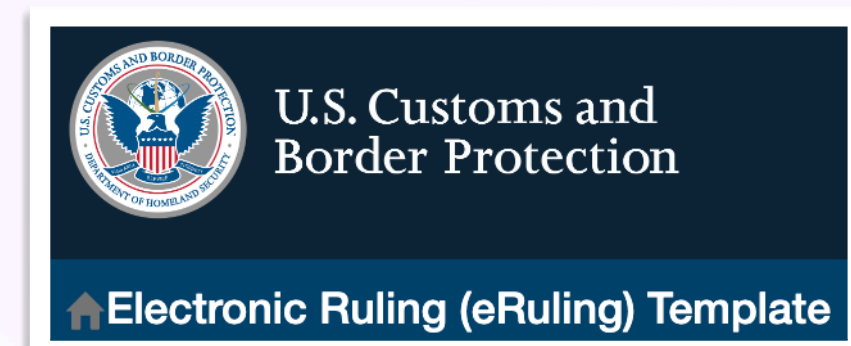 U.S. CUSTOMS AND BORDER PROTECTION
DEPARTMENT OF HOMELAND SECURITY
U.S. Customs and
Border Protection
Electronic Ruling (eRuling) Template